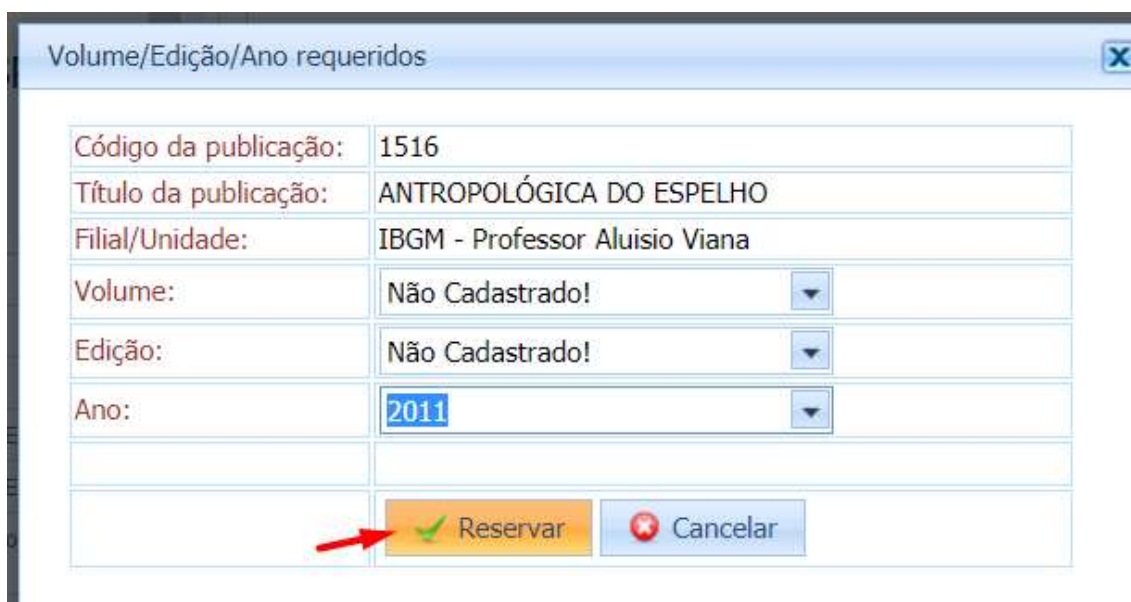 Volume/Edição/Ano requeridos
Código da publicação: 1516
Título da publicação: ANTROPOLÓGICA DO ESPELHO
Filial/Unidade: IBGM - Professor Aluisio Viana
Volume: Não Cadastrado!
Edição: Não Cadastrado!
Ano: 2011
Reservar Cancelar